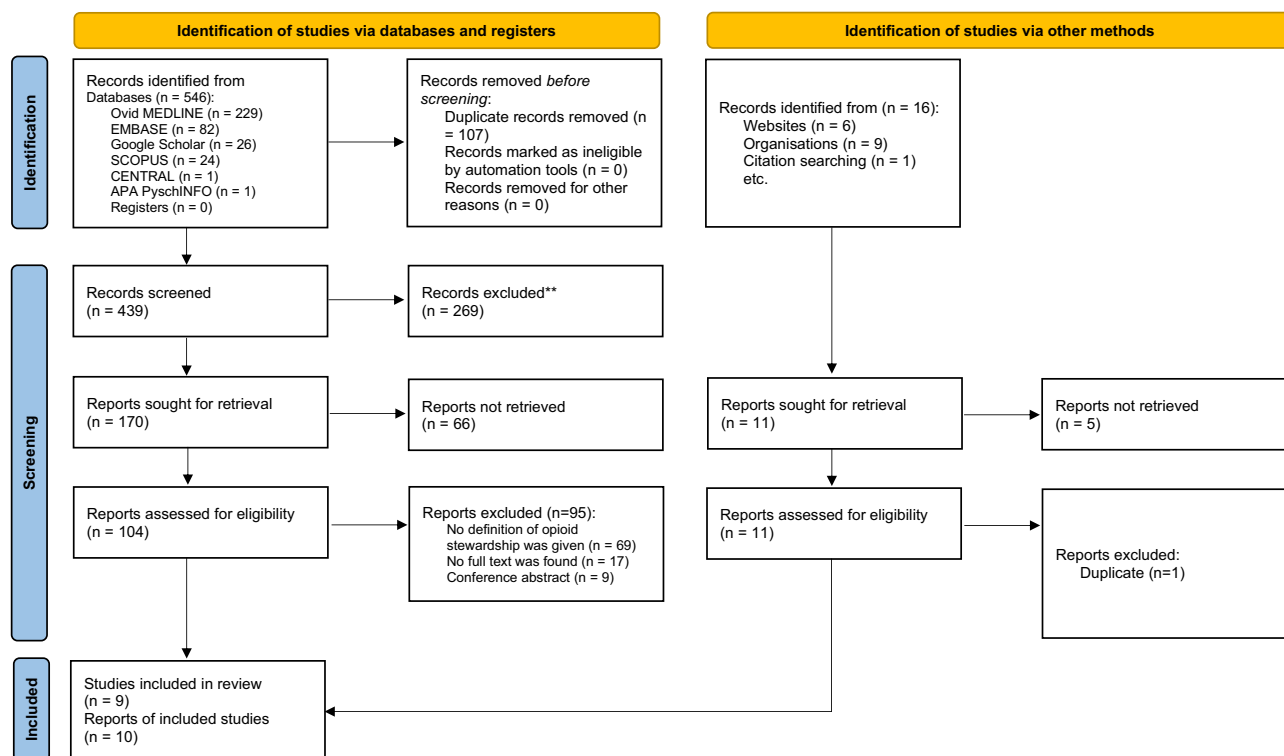 Identification of studies via databases and registers
Identification of studies via other methods
Identification
Records identified from
Databases (n = 546):
Ovid MEDLINE (n = 229)
EMBASE (n = 82)
Google Scholar (n = 26)
SCOPUS (n = 24)
CENTRAL (n = 1)
APA PyschINFO (n = 1)
Registers (n = 0)
Records removed before
screening:
Duplicate records removed (n
= 107)
Records marked as ineligible
by automation tools (n = 0)
Records removed for other
reasons (n = 0)
Records identified from (n = 16):
Websites (n = 6)
Organisations (n = 9)
Citation searching (n = 1)
etc.
Screening
Records screened
(n = 439)
Records excluded**
(n = 269)
Reports sought for retrieval
(n = 170)
Reports not retrieved
(n = 66)
Reports sought for retrieval
(n = 11)
Reports not retrieved
(n = 5)
Reports assessed for eligibility
(n = 104)
Reports excluded (n=95):
No definition of opioid
stewardship was given (n = 69)
No full text was found (n = 17)
Conference abstract (n = 9)
Reports assessed for eligibility
(n = 11)
Reports excluded:
Duplicate (n=1)
Included
Studies included in review
(n = 9)
Reports of included studies
(n = 10)